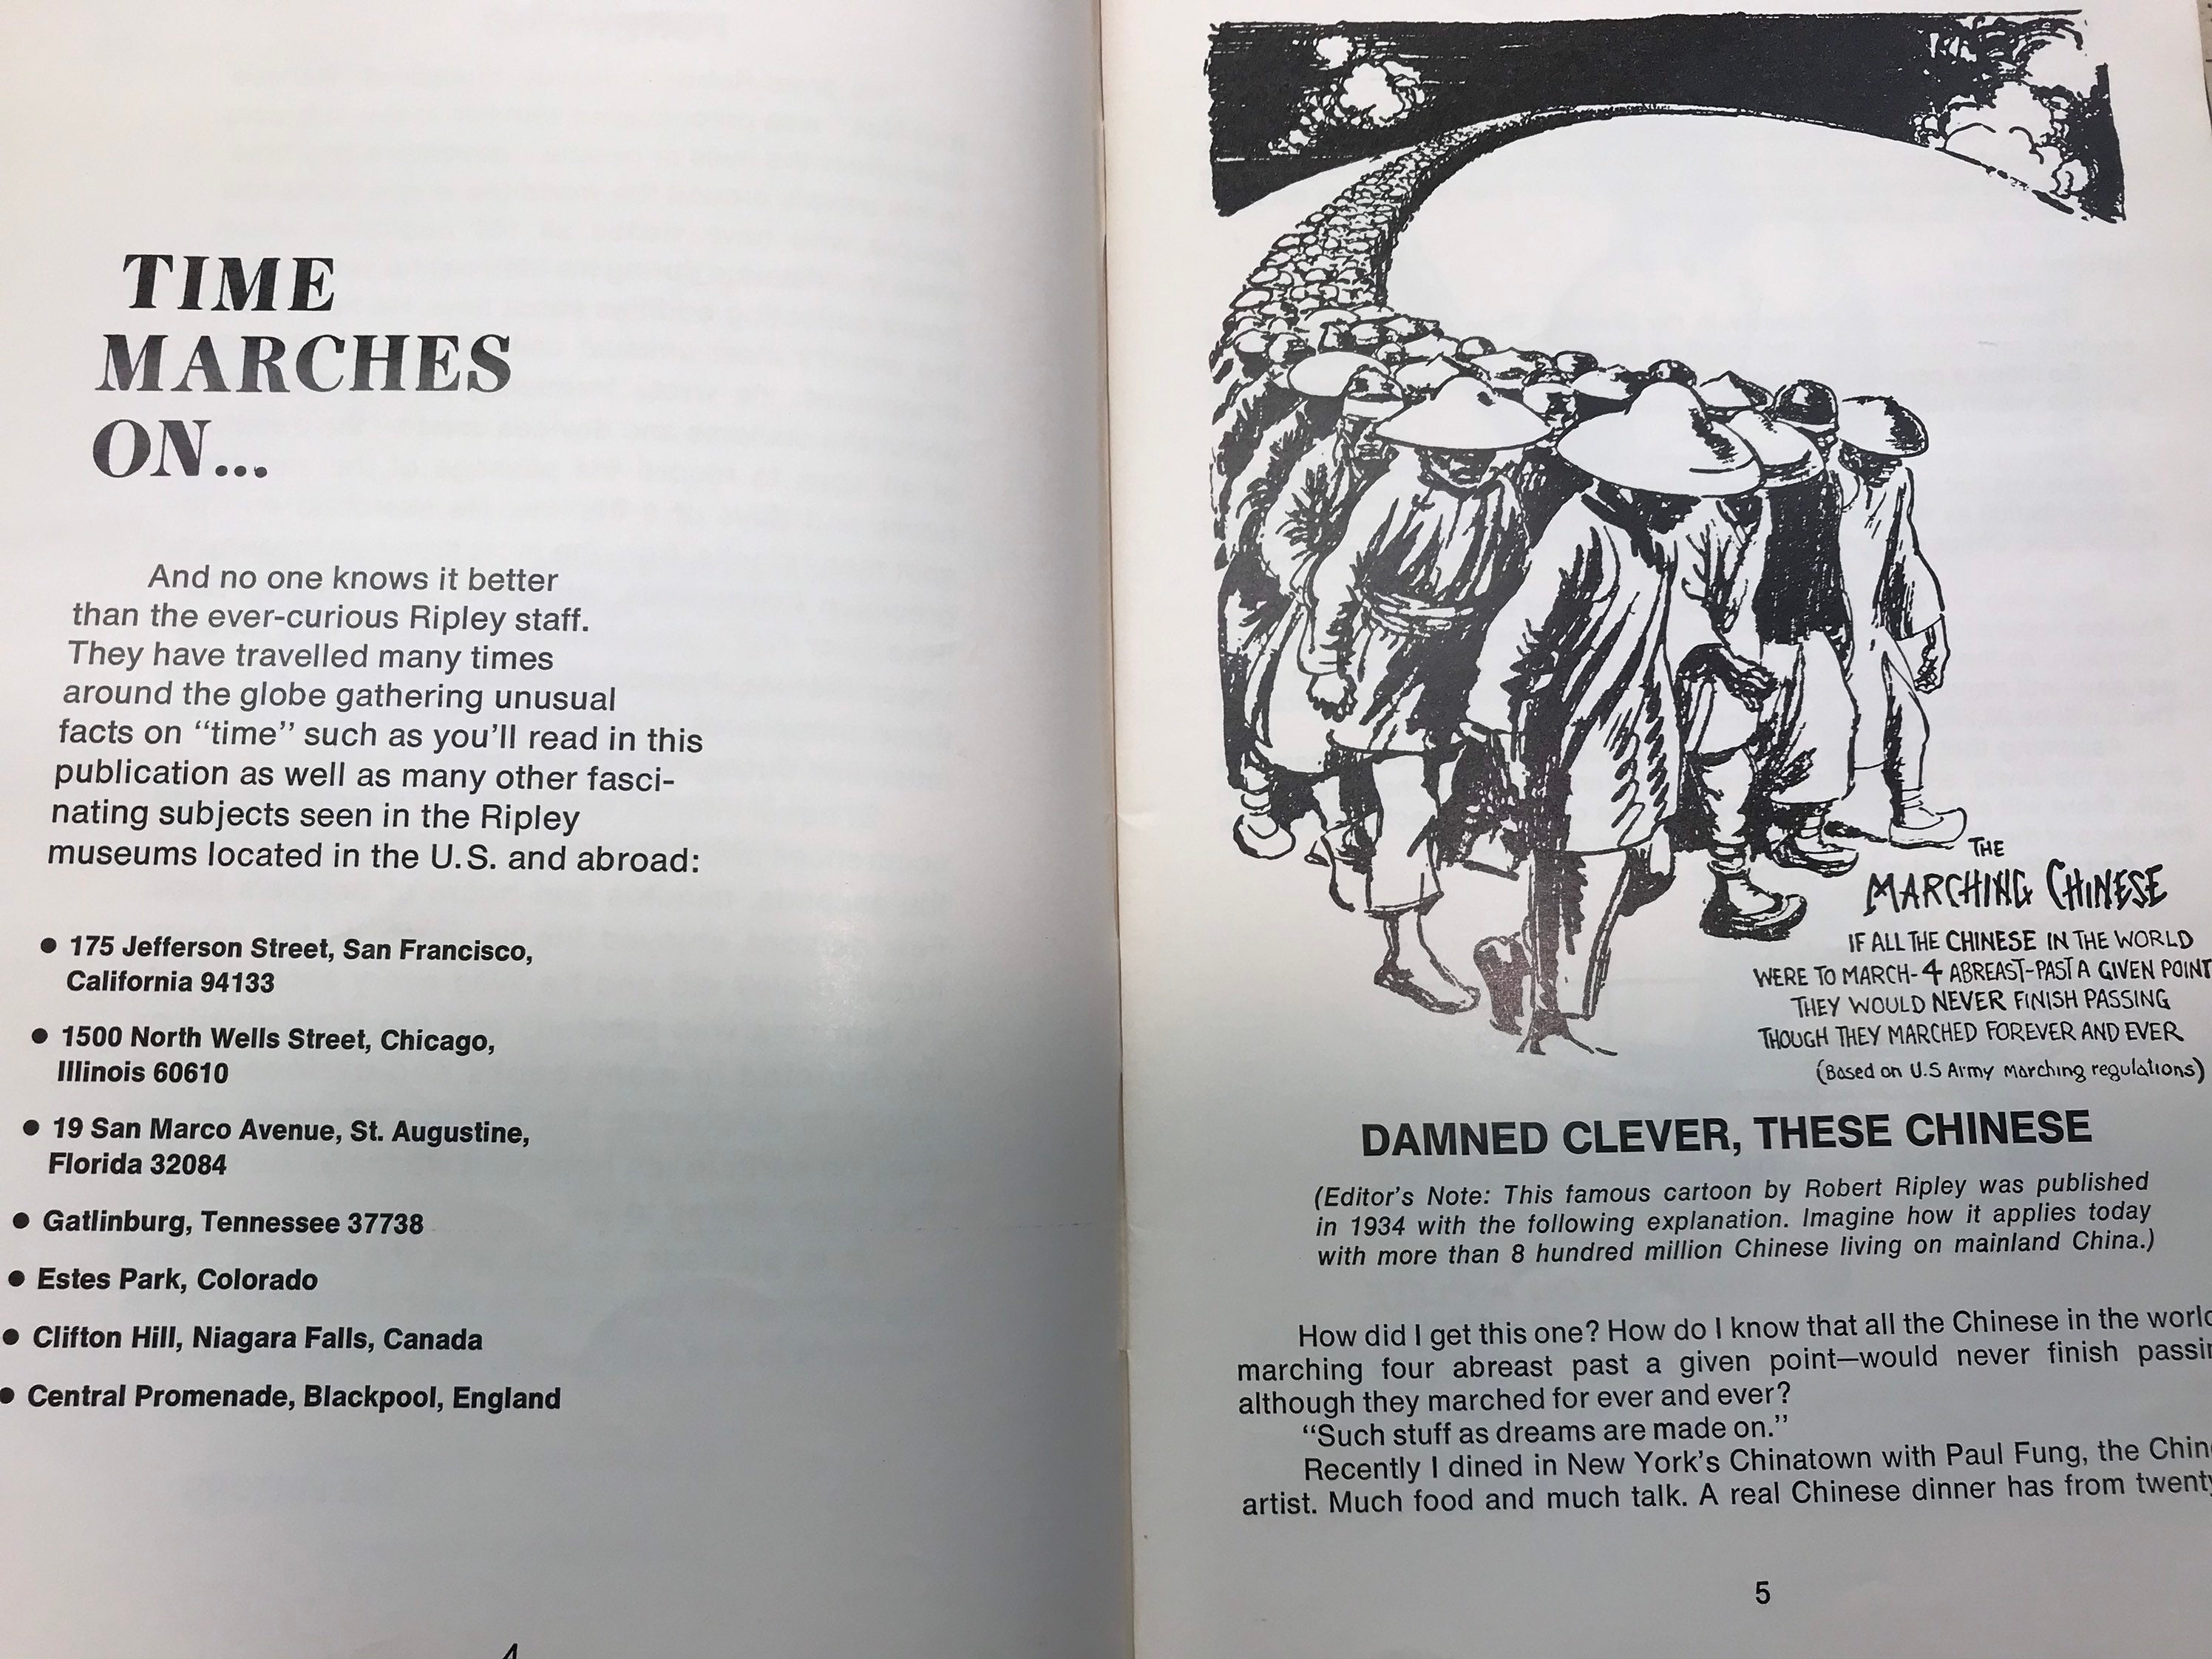 TIME
MARCHES
ON...
And no one knows it better
than the ever-curious Ripley staff.
They have travelled many times
around the globe gathering unusual
facts on “time” such as you’ll read in this
publication as well as many other fasci-
nating subjects seen in the Ripley
museums located in the U.S. and abroad:
● 175 Jefferson Street, San Francisco,
California 94133
● 1500 North Wells Street, Chicago,
Illinois 60610
● 19 San Marco Avenue, St. Augustine,
Florida 32084
● Gatlinburg, Tennessee 37738
● Estes Park, Colorado
● Clifton Hill, Niagara Falls, Canada
● Central Promenade, Blackpool, England
4
THE
MARCHING CHINESE
IF ALL THE CHINESE IN THE WORLD
WERE TO MARCH-4 ABREAST-PAST A GIVEN POINT
THEY WOULD NEVER FINISH PASSING
THOUGH THEY MARCHED FOREVER AND EVER
(Based on U.S Army Marching regulations)
DAMNED CLEVER, THESE CHINESE
(Editor’s Note: This famous cartoon by Robert Ripley was published
in 1934 with the following explanation. Imagine how it applies today
with more than 8 hundred million Chinese living on mainland China.)
How did I get this one? How do I know that all the Chinese in the world
marching four abreast past a given point—would never finish passin
although they marched for ever and ever?
“Such stuff as dreams are made on.”
Recently I dined in New York’s Chinatown with Paul Fung, the Chin
artist. Much food and much talk. A real Chinese dinner has from twenty
5